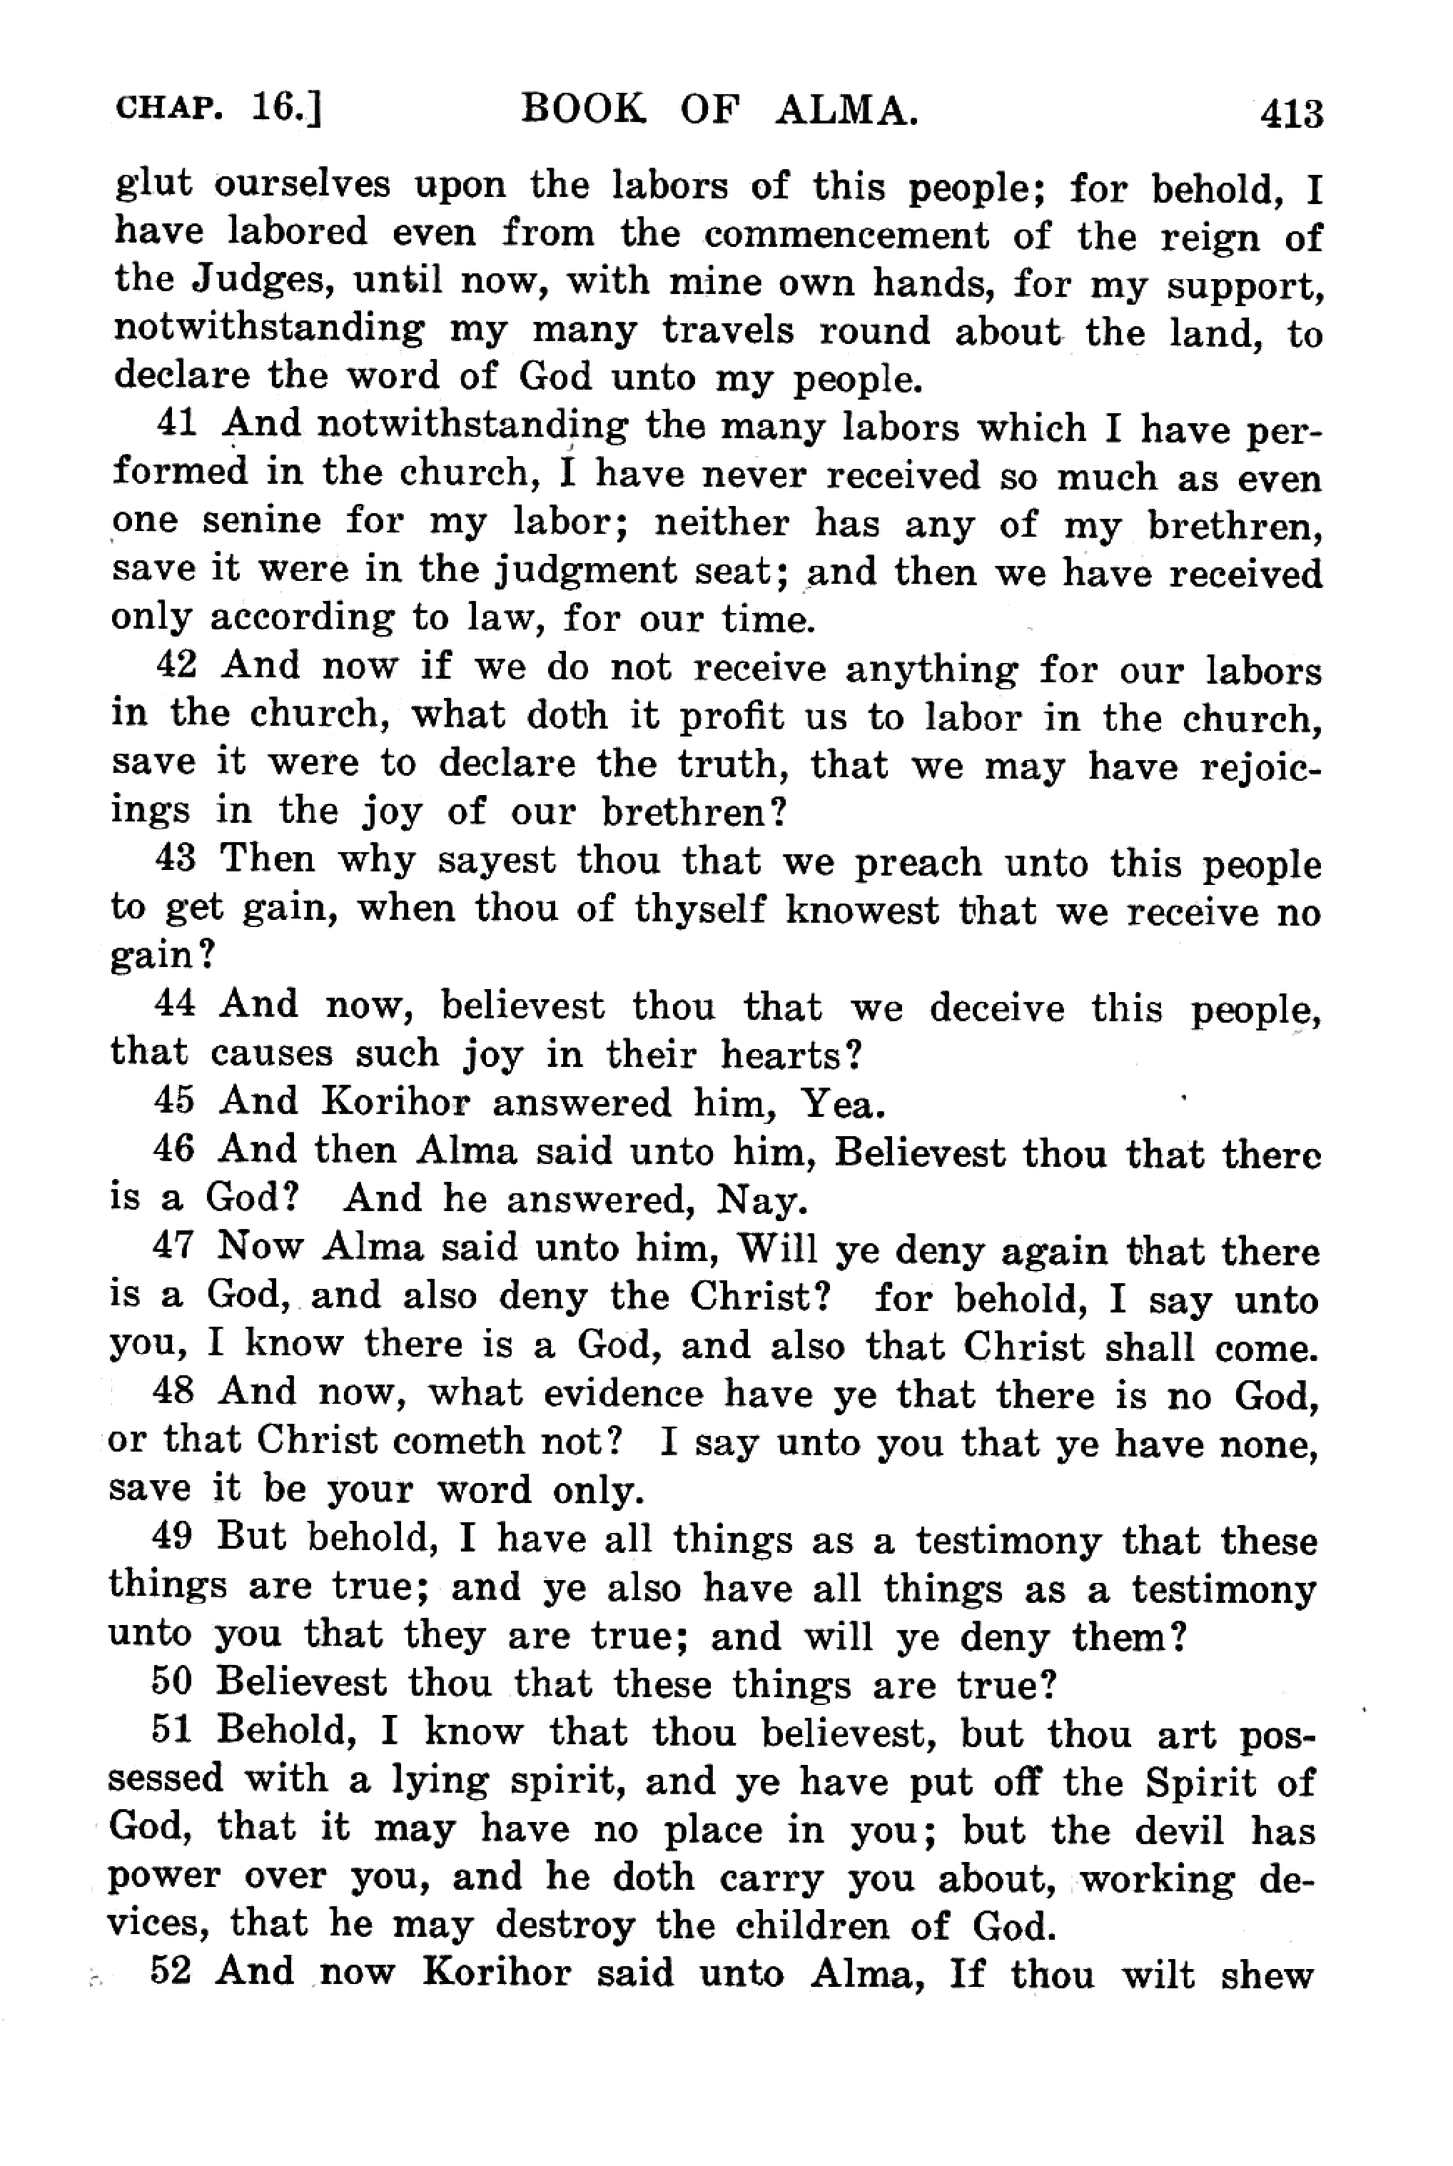 CHAP. 16.] BOOK OF ALMA. 413
glut ourselves upon the labors of this people; for behold, I
have labored even from the commencement of the reign of
the Judges, until now, with mine own hands, for my support,
notwithstanding my many travels round about the land, to
declare the word of God unto my people.
41 And notwithstanding the many labors which I have per-
formed in the church, I have never received so much as even
one senine for my labor; neither has any of my brethren,
save it were in the judgment seat; and then we have received
only according to law, for our time.
42 And now if we do not receive anything for our labors
in the church, what doth it profit us to labor in the church,
save it were to declare the truth, that we may have rejoic-
ings in the joy of our brethren?
43 Then why sayest thou that we preach unto this people
to get gain, when thou of thyself knowest that we receive no
gain?
44 And now, believest thou that we deceive this people,
that causes such joy in their hearts?
45 And Korihor answered him, Yea.
46 And then Alma said unto him, Believest thou that there
is a God? And he answered, Nay.
47 Now Alma said unto him, Will ye deny again that there
is a God, and also deny the Christ? for behold, I say unto
you, I know there is a God, and also that Christ shall come.
48 And now, what evidence have ye that there is no God,
or that Christ cometh not? I say unto you that ye have none,
save it be your word only.
49 But behold, I have all things as a testimony that these
things are true; and ye also have all things as a testimony
unto you that they are true; and will ye deny them?
50 Believest thou that these things are true?
51 Behold, I know that thou believest, but thou art pos-
sessed with a lying spirit, and ye have put off the Spirit of
God, that it may have no place in you; but the devil has
power over you, and he doth carry you about, working de-
vices, that he may destroy the children of God.
52 And now Korihor said unto Alma, If thou wilt shew